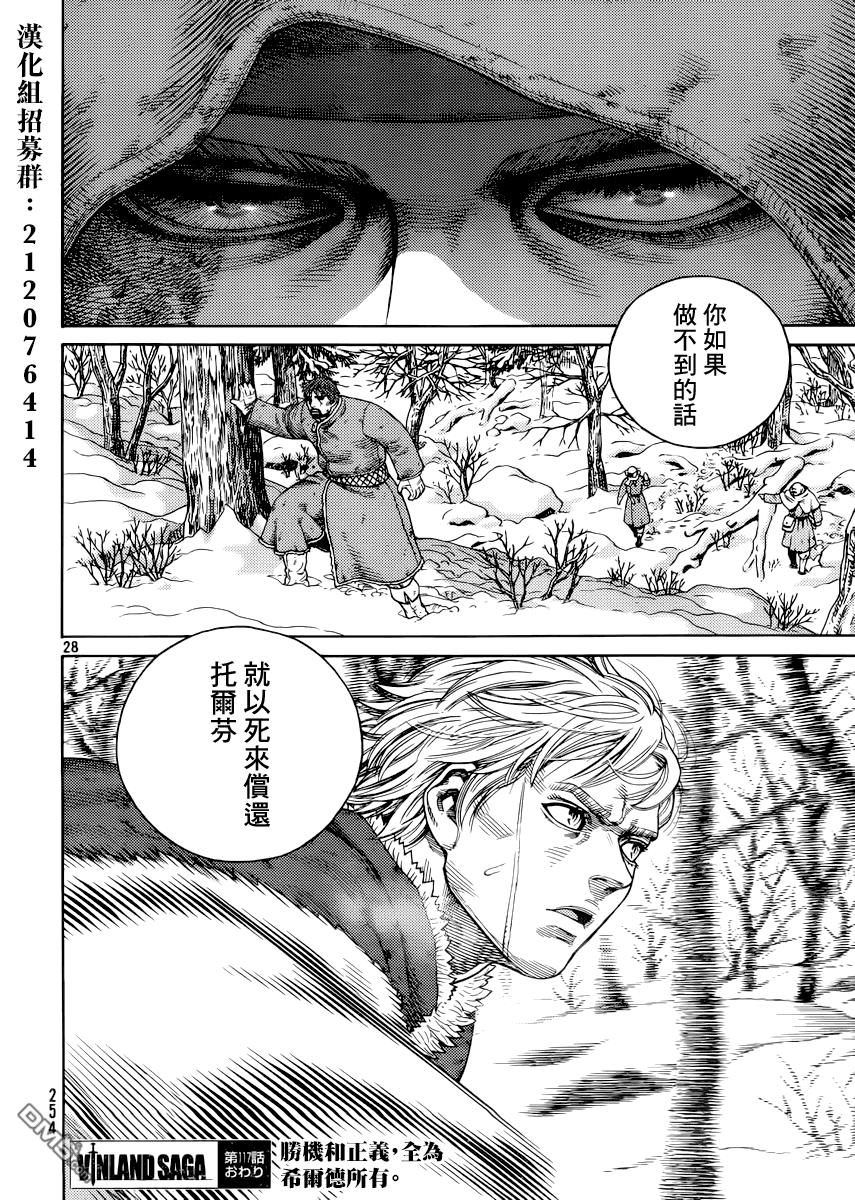 漢化組招募群：212076414
你如果
做不到的話
28
就以死來償還
托爾芬
254
VINLAND SAGA
第117話
おわり
勝機和正義，全為
希爾德所有。